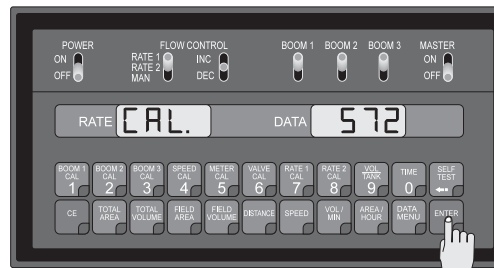 POWER FLOW CONTROL BOOM 1 BOOM 2 BOOM 3 MASTER
ON RATE 1 INC ON
RATE 2
OFF MAN DEC OFF
RATE CAL. DATA 572
BOOM 1 CAL 1 BOOM 2 CAL 2 BOOM 3 CAL 3 SPEED CAL 4 METER CAL 5 VALVE CAL 6 RATE 1 CAL 7 RATE 2 CAL 8 VOL TANK 9 TIME 0 SELF TEST
CE TOTAL AREA TOTAL VOLUME FIELD AREA FIELD VOLUME DISTANCE SPEED VOL / MIN AREA / HOUR DATA MENU ENTER